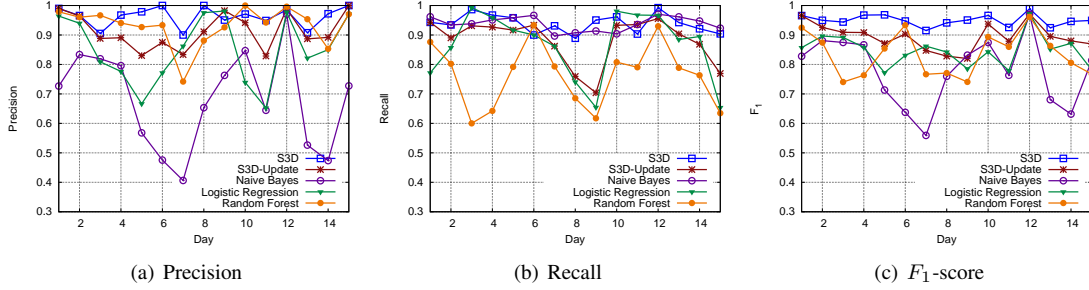 1
0.9
0.8
0.7
0.6
0.5
0.4
0.3
Precision
2 4 6 8 10 12 14
Day
S3D
S3D-Update
Naive Bayes
Logistic Regression
Random Forest
(a) Precision
1
0.9
0.8
0.7
0.6
0.5
0.4
0.3
Recall
2 4 6 8 10 12 14
Day
S3D
S3D-Update
Naive Bayes
Logistic Regression
Random Forest
(b) Recall
1
0.9
0.8
0.7
0.6
0.5
0.4
0.3
F1
2 4 6 8 10 12 14
Day
S3D
S3D-Update
Naive Bayes
Logistic Regression
Random Forest
(c) F1-score